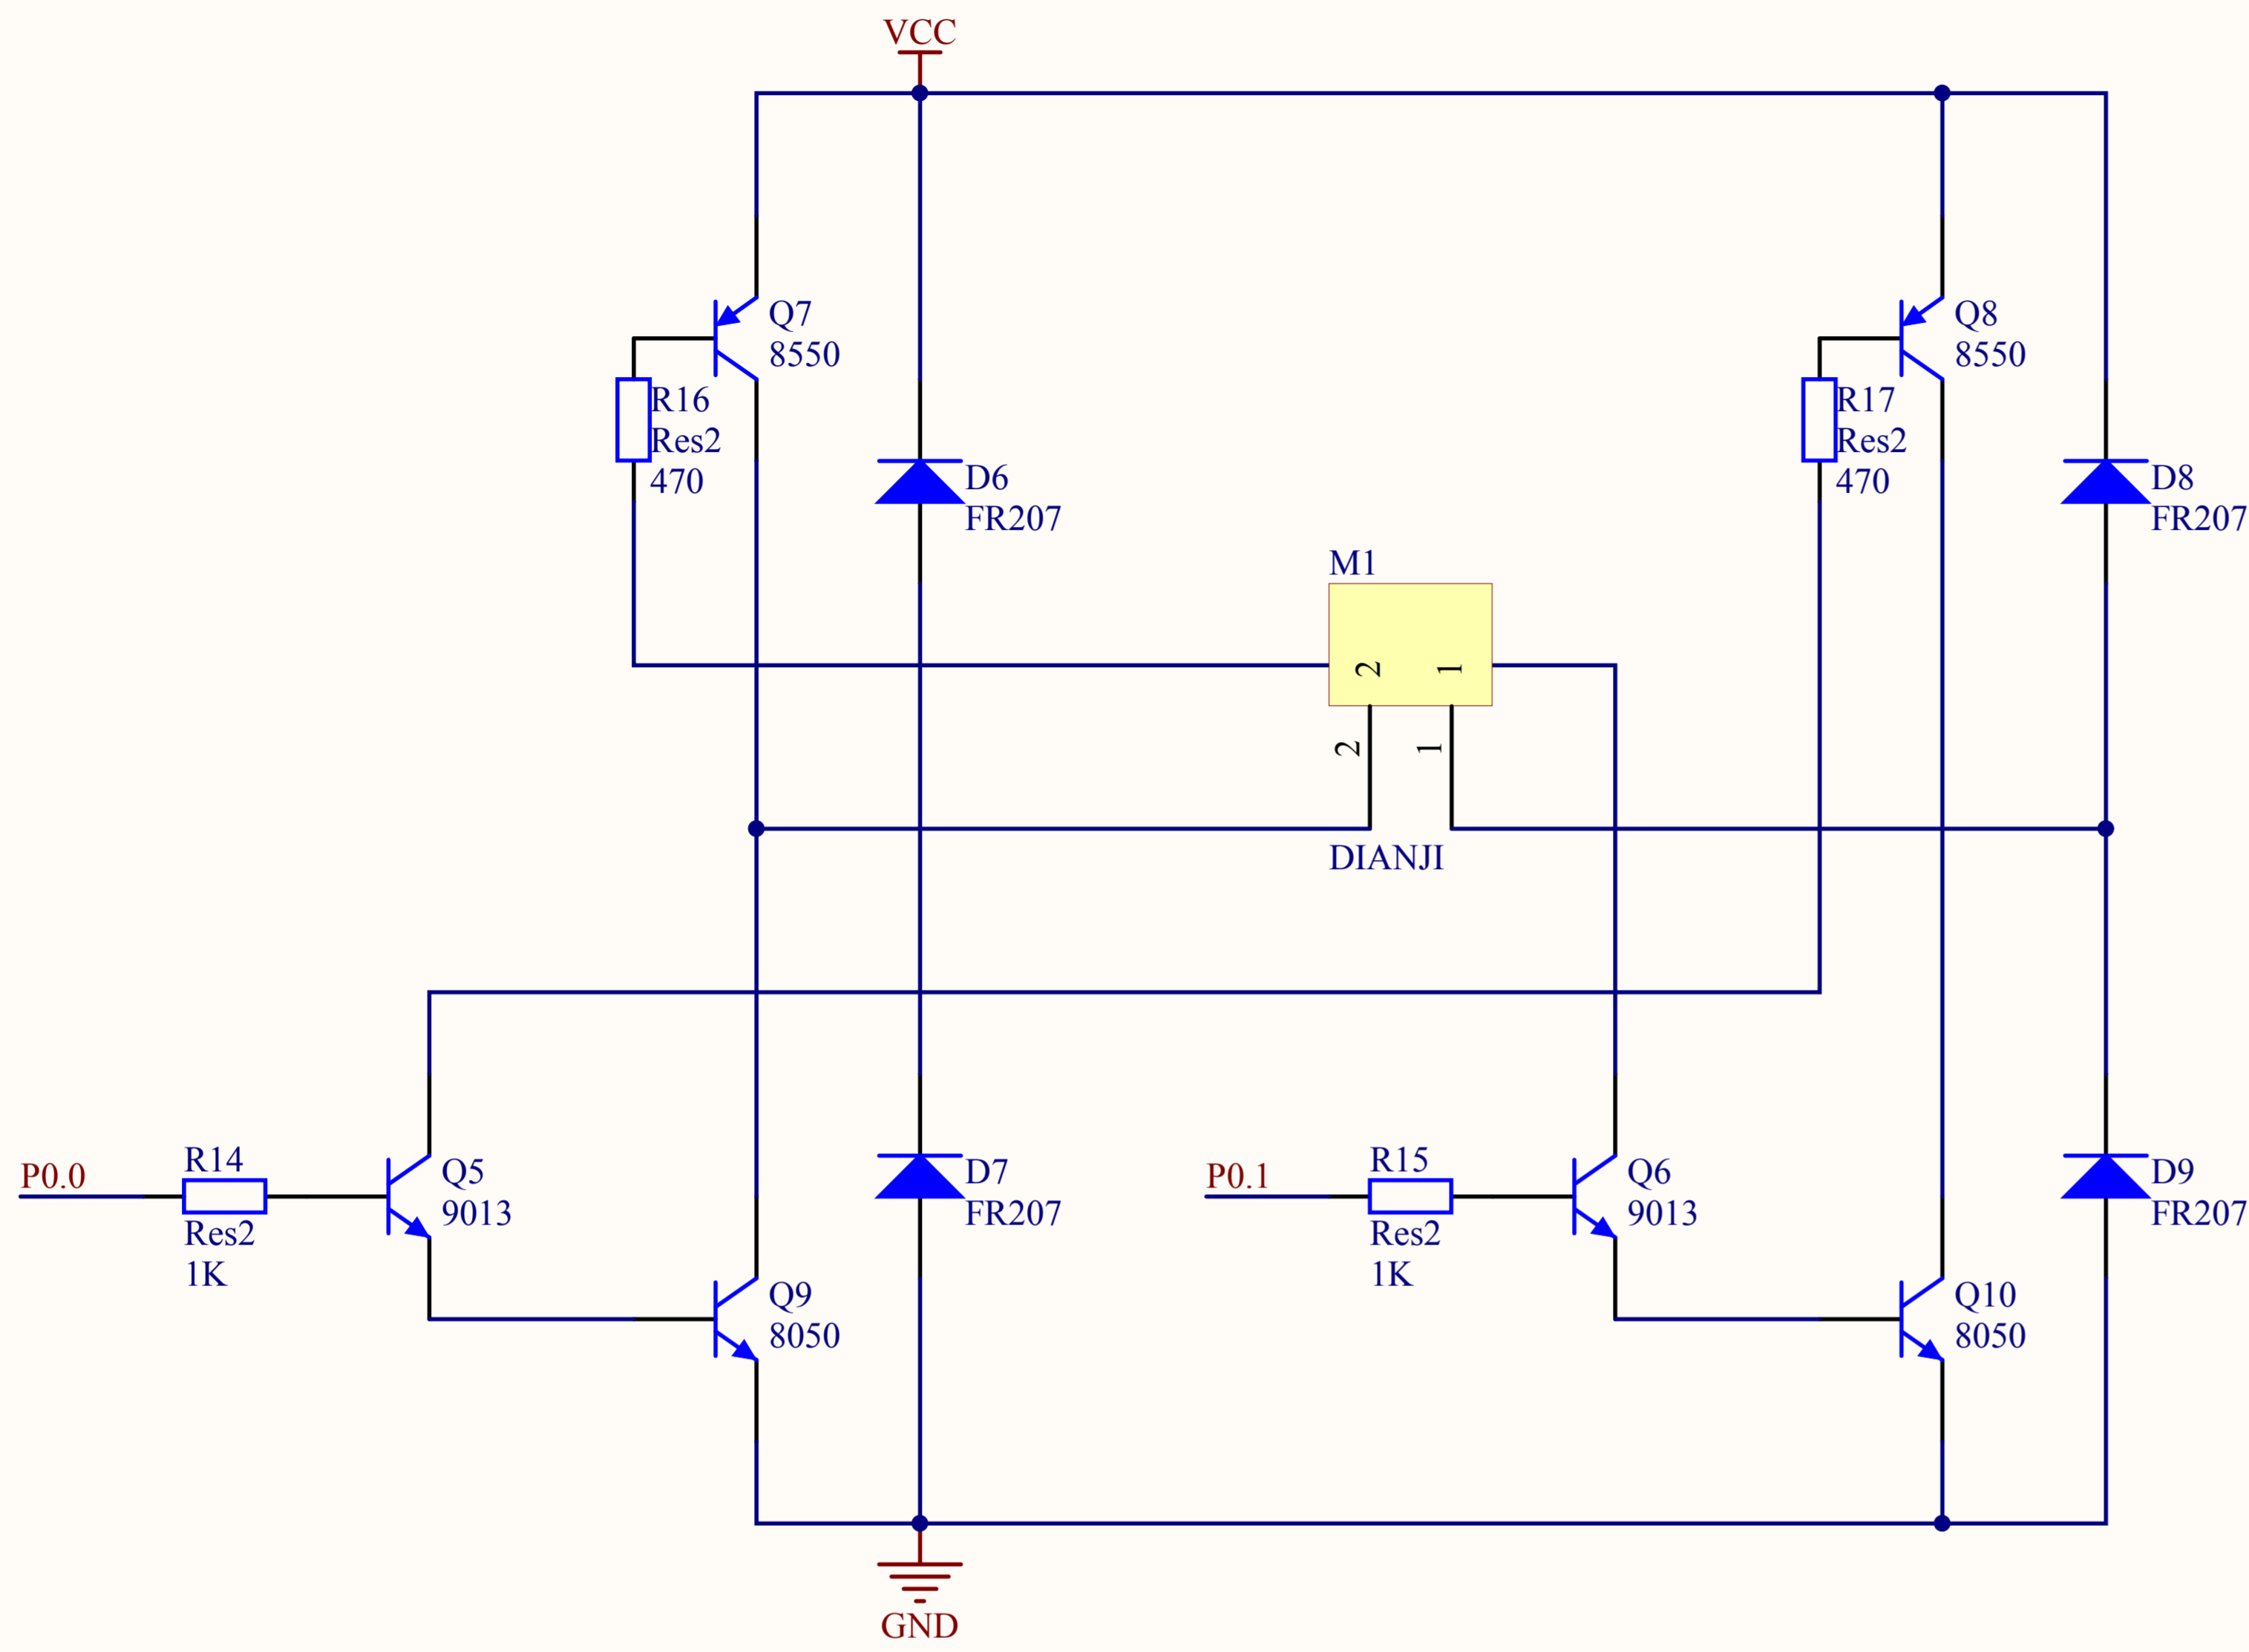 VCC
Q7
8550
Q8
8550
R16
Res2
470
R17
Res2
470
D6
FR207
D8
FR207
M1
2
1
2
1
DIANJI
P0.0
R14
Res2
1K
Q5
9013
D7
FR207
P0.1
R15
Res2
1K
Q6
9013
D9
FR207
Q9
8050
Q10
8050
GND